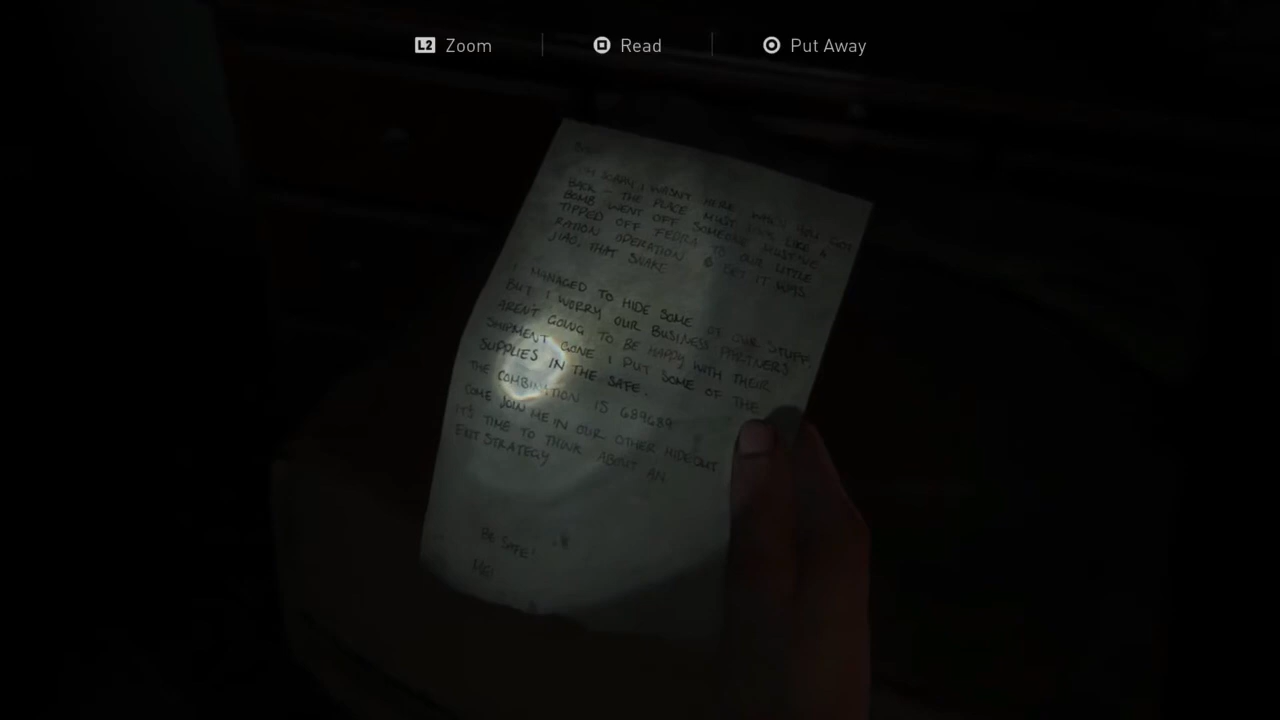 L2 Zoom | Read | Put Away
I'M SORRY I WASN'T HERE WHEN YOU GOT
BACK - THE PLACE MUST LOOK LIKE A
BOMB WENT OFF SOMEONE MUST'VE
TIPPED OFF FEDRA TO OUR LITTLE
RATION OPERATION & BET IT WAS
JIAO, THAT SNAKE
I MANAGED TO HIDE SOME OF OUR STUFF
BUT I WORRY OUR BUSINESS PARTNERS
AREN'T GOING TO BE HAPPY WITH THEIR
SHIPMENT GONE I PUT SOME OF THE
SUPPLIES IN THE SAFE.
THE COMBINATION IS 689689
COME JOIN ME IN OUR OTHER HIDEOUT
IT'S TIME TO THINK ABOUT AN
EXIT STRATEGY
BE SAFE!